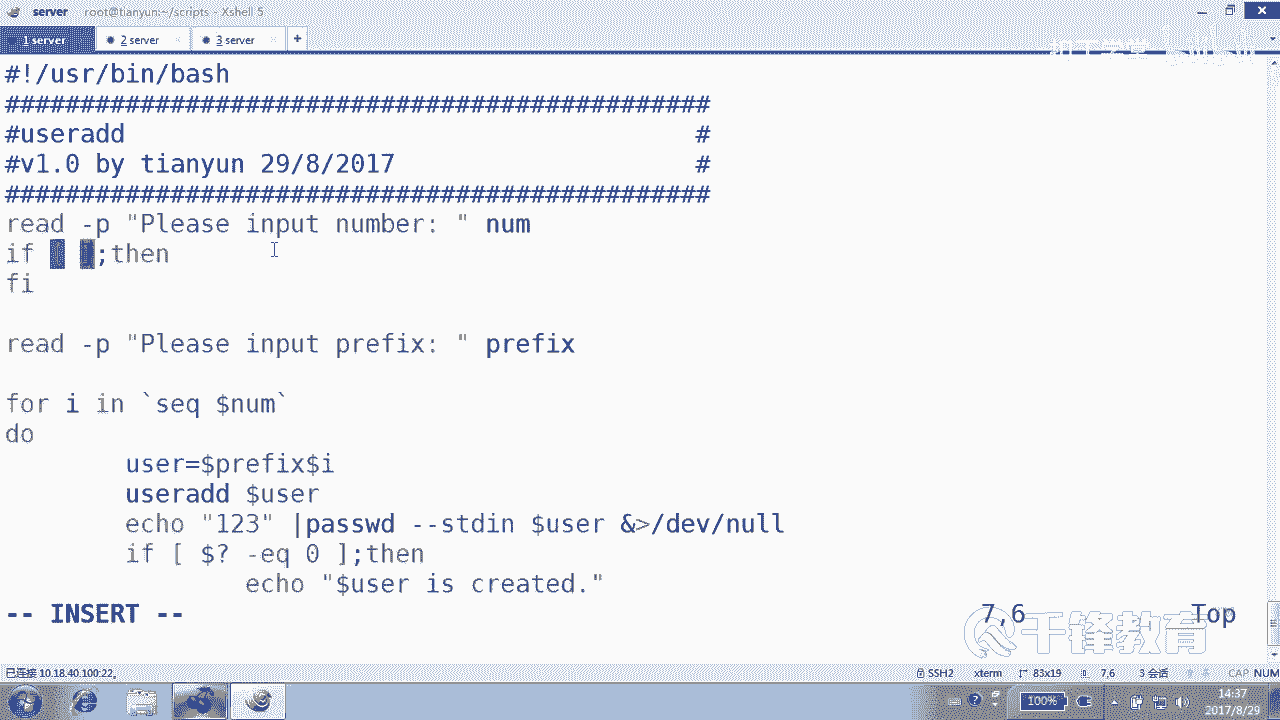 server root@tianyun:~/scripts - Xshell 5
1 server 2 server 3 server +
#!/usr/bin/bash
###############################################
#useradd #
#v1.0 by tianyun 29/8/2017 #
###############################################
read -p "Please input number: " num
if [ ];then
fi
read -p "Please input prefix: " prefix
for i in `seq $num`
do
user=$prefix$i
useradd $user
echo "123" |passwd --stdin $user &>/dev/null
if [ $? -eq 0 ];then
echo "$user is created."
-- INSERT -- 7,6 Top
千锋教育
已连接 10.18.40.100:22。 SSH2 xterm 83x19 7,6 3 会话 CAP NUM
100% 14:37
2017/8/29